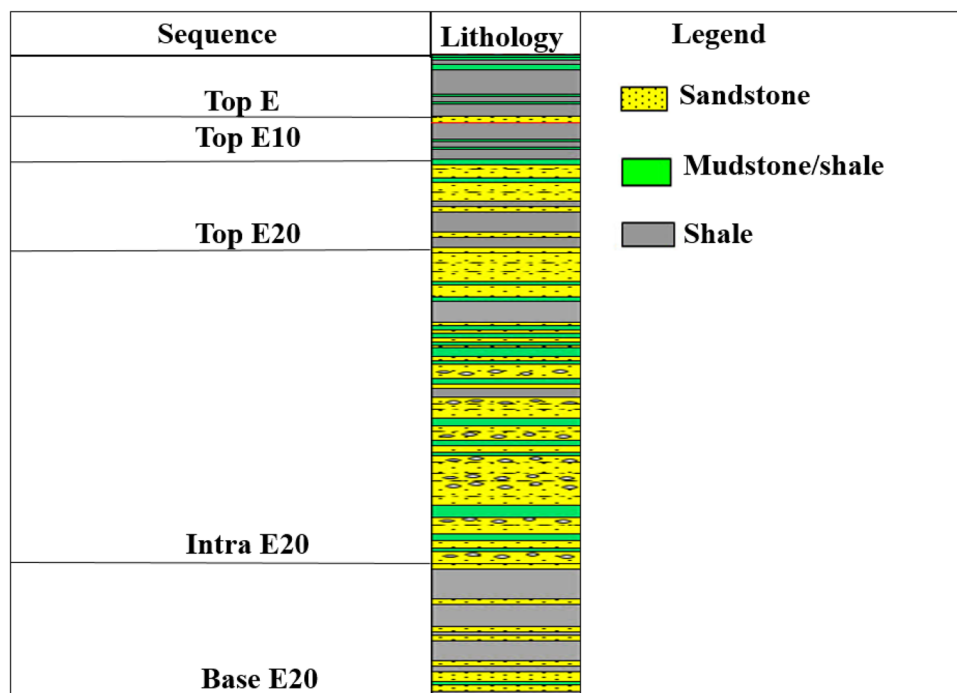 Sequence
Lithology
Legend
Sandstone
Top E
Top E10
Mudstone/shale
Top E20
Shale
Intra E20
Base E20